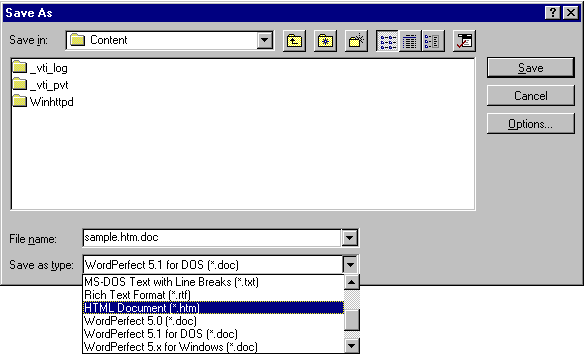 Save As
Save in: Content
_vti_log
_vti_pvt
Winhttpd
Save
Cancel
Options...
File name: sample.htm.doc
Save as type: WordPerfect 5.1 for DOS (*.doc)
MS-DOS Text with Line Breaks (*.txt)
Rich Text Format (*.rtf)
HTML Document (*.htm)
WordPerfect 5.0 (*.doc)
WordPerfect 5.1 for DOS (*.doc)
WordPerfect 5.x for Windows (*.doc)